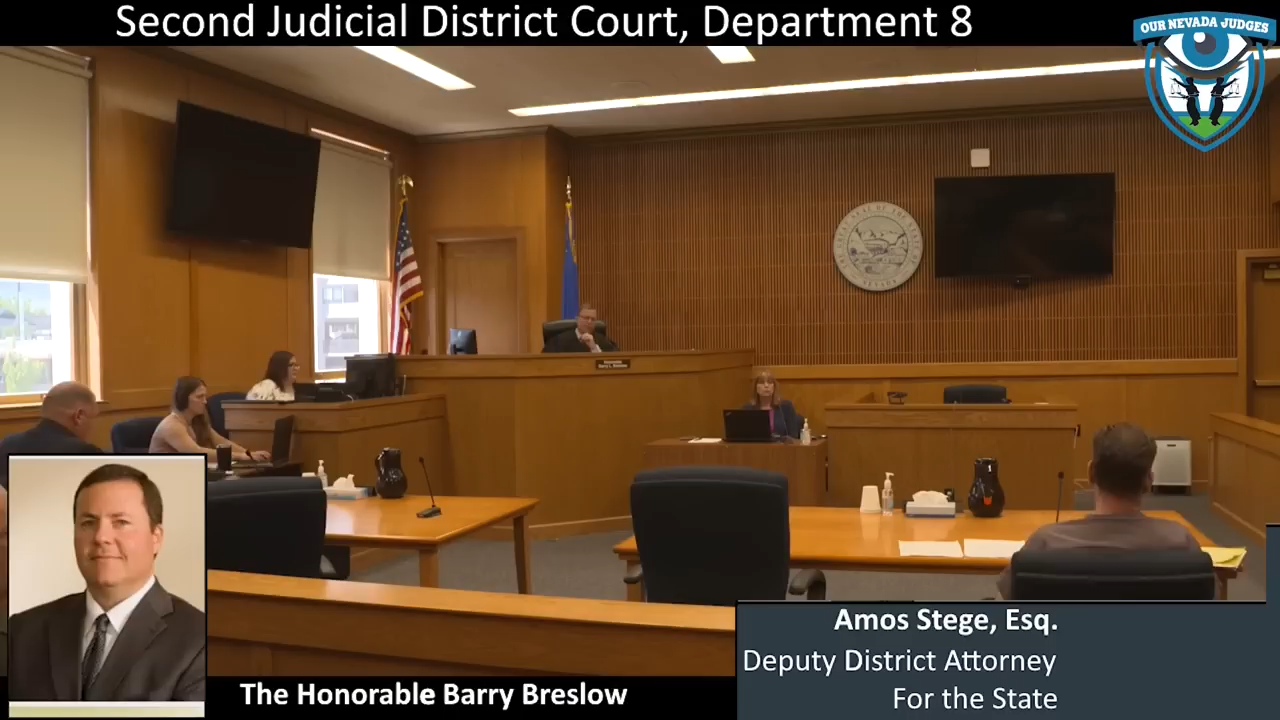 Second Judicial District Court, Department 8
OUR NEVADA JUDGES
NEVADA
The Honorable Barry Breslow
Amos Stege, Esq.
Deputy District Attorney
For the State